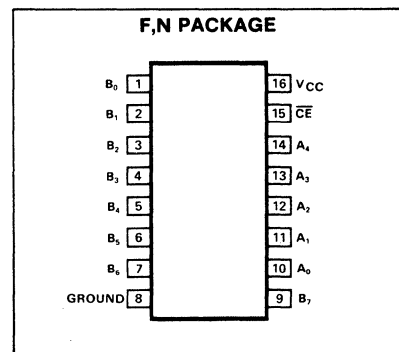 F,N PACKAGE
B₀ 1 16 VCC
B₁ 2 15 C̅E̅
B₂ 3 14 A₄
B₃ 4 13 A₃
B₄ 5 12 A₂
B₅ 6 11 A₁
B₆ 7 10 A₀
GROUND 8 9 B₇